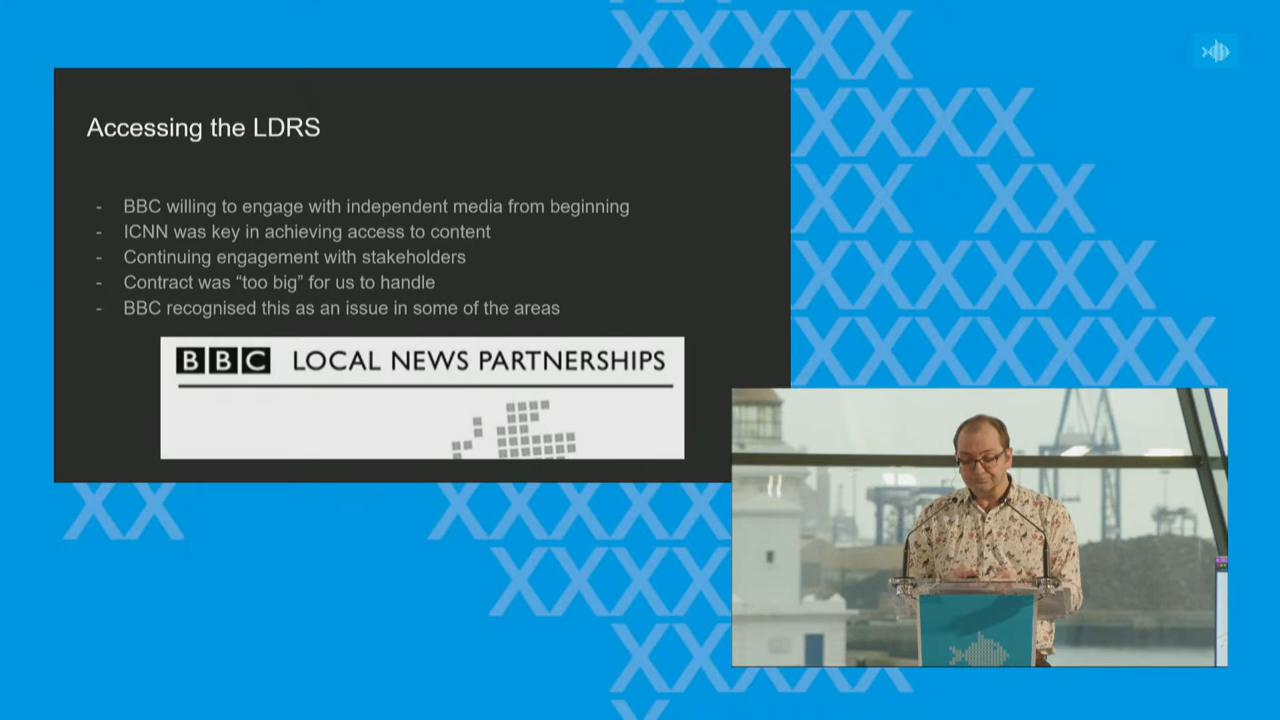 Accessing the LDRS
- BBC willing to engage with independent media from beginning
- ICNN was key in achieving access to content
- Continuing engagement with stakeholders
- Contract was “too big” for us to handle
- BBC recognised this as an issue in some of the areas
BBC LOCAL NEWS PARTNERSHIPS